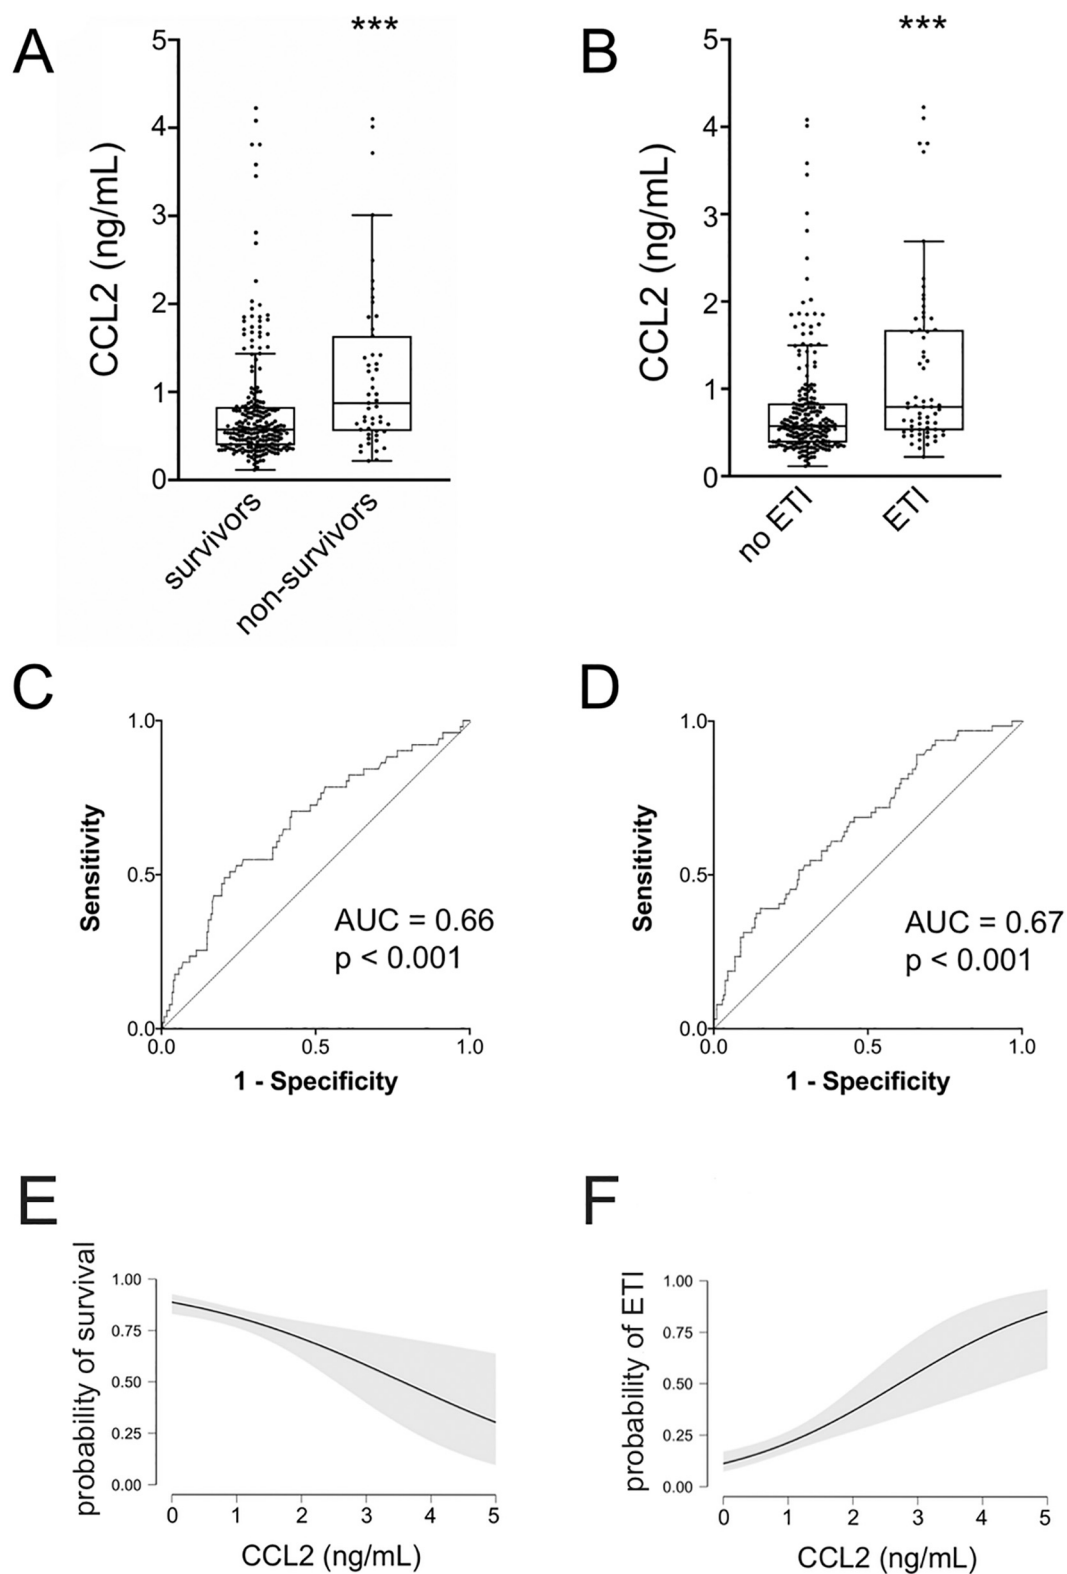 A
***
CCL2 (ng/mL)
5
4
3
2
1
0
survivors
non-survivors
B
***
CCL2 (ng/mL)
5
4
3
2
1
0
no ETI
ETI
C
Sensitivity
1.0
0.5
0.0
AUC = 0.66
p < 0.001
0.0 0.5 1.0
1 - Specificity
D
Sensitivity
1.0
0.5
0.0
AUC = 0.67
p < 0.001
0.0 0.5 1.0
1 - Specificity
E
probability of survival
1.00
0.75
0.50
0.25
0.00
0 1 2 3 4 5
CCL2 (ng/mL)
F
probability of ETI
1.00
0.75
0.50
0.25
0.00
0 1 2 3 4 5
CCL2 (ng/mL)